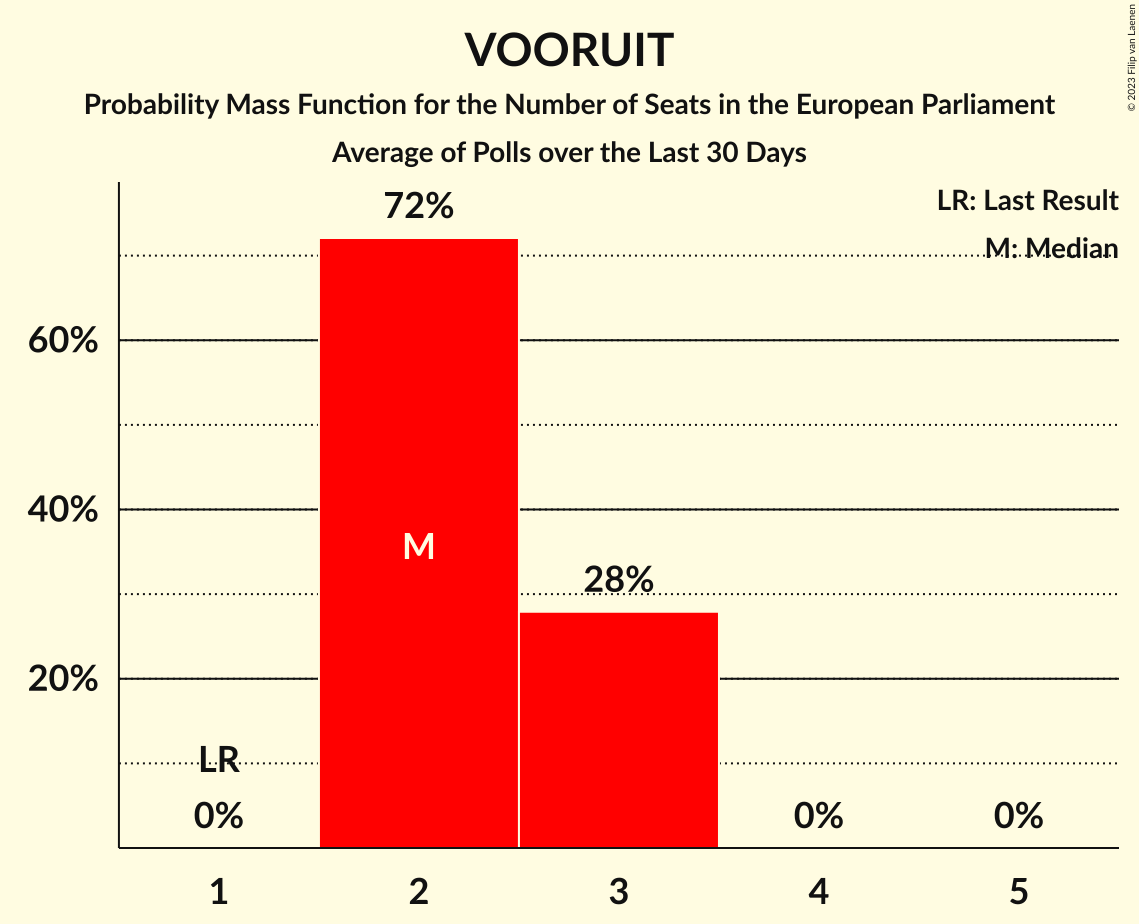 VOORUIT
Probability Mass Function for the Number of Seats in the European Parliament
Average of Polls over the Last 30 Days
© 2023 Filip van Laenen
LR: Last Result
M: Median
72%
60%
40%
20%
M
28%
LR
0%
0%
0%
1
2
3
4
5